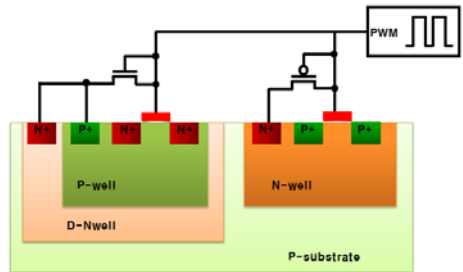 PWM
N+ P+ N+ N+ N+ P+ P+
P-well
N-well
D-Nwell
P-substrate